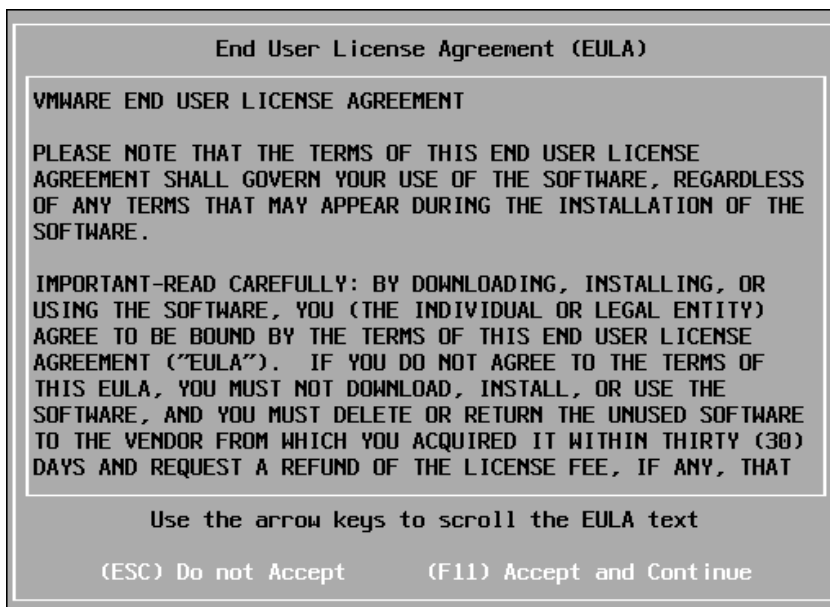 End User License Agreement (EULA)
VMWARE END USER LICENSE AGREEMENT
PLEASE NOTE THAT THE TERMS OF THIS END USER LICENSE
AGREEMENT SHALL GOVERN YOUR USE OF THE SOFTWARE, REGARDLESS
OF ANY TERMS THAT MAY APPEAR DURING THE INSTALLATION OF THE
SOFTWARE.
IMPORTANT-READ CAREFULLY: BY DOWNLOADING, INSTALLING, OR
USING THE SOFTWARE, YOU (THE INDIVIDUAL OR LEGAL ENTITY)
AGREE TO BE BOUND BY THE TERMS OF THIS END USER LICENSE
AGREEMENT ("EULA").  IF YOU DO NOT AGREE TO THE TERMS OF
THIS EULA, YOU MUST NOT DOWNLOAD, INSTALL, OR USE THE
SOFTWARE, AND YOU MUST DELETE OR RETURN THE UNUSED SOFTWARE
TO THE VENDOR FROM WHICH YOU ACQUIRED IT WITHIN THIRTY (30)
DAYS AND REQUEST A REFUND OF THE LICENSE FEE, IF ANY, THAT
Use the arrow keys to scroll the EULA text
(ESC) Do not Accept (F11) Accept and Continue